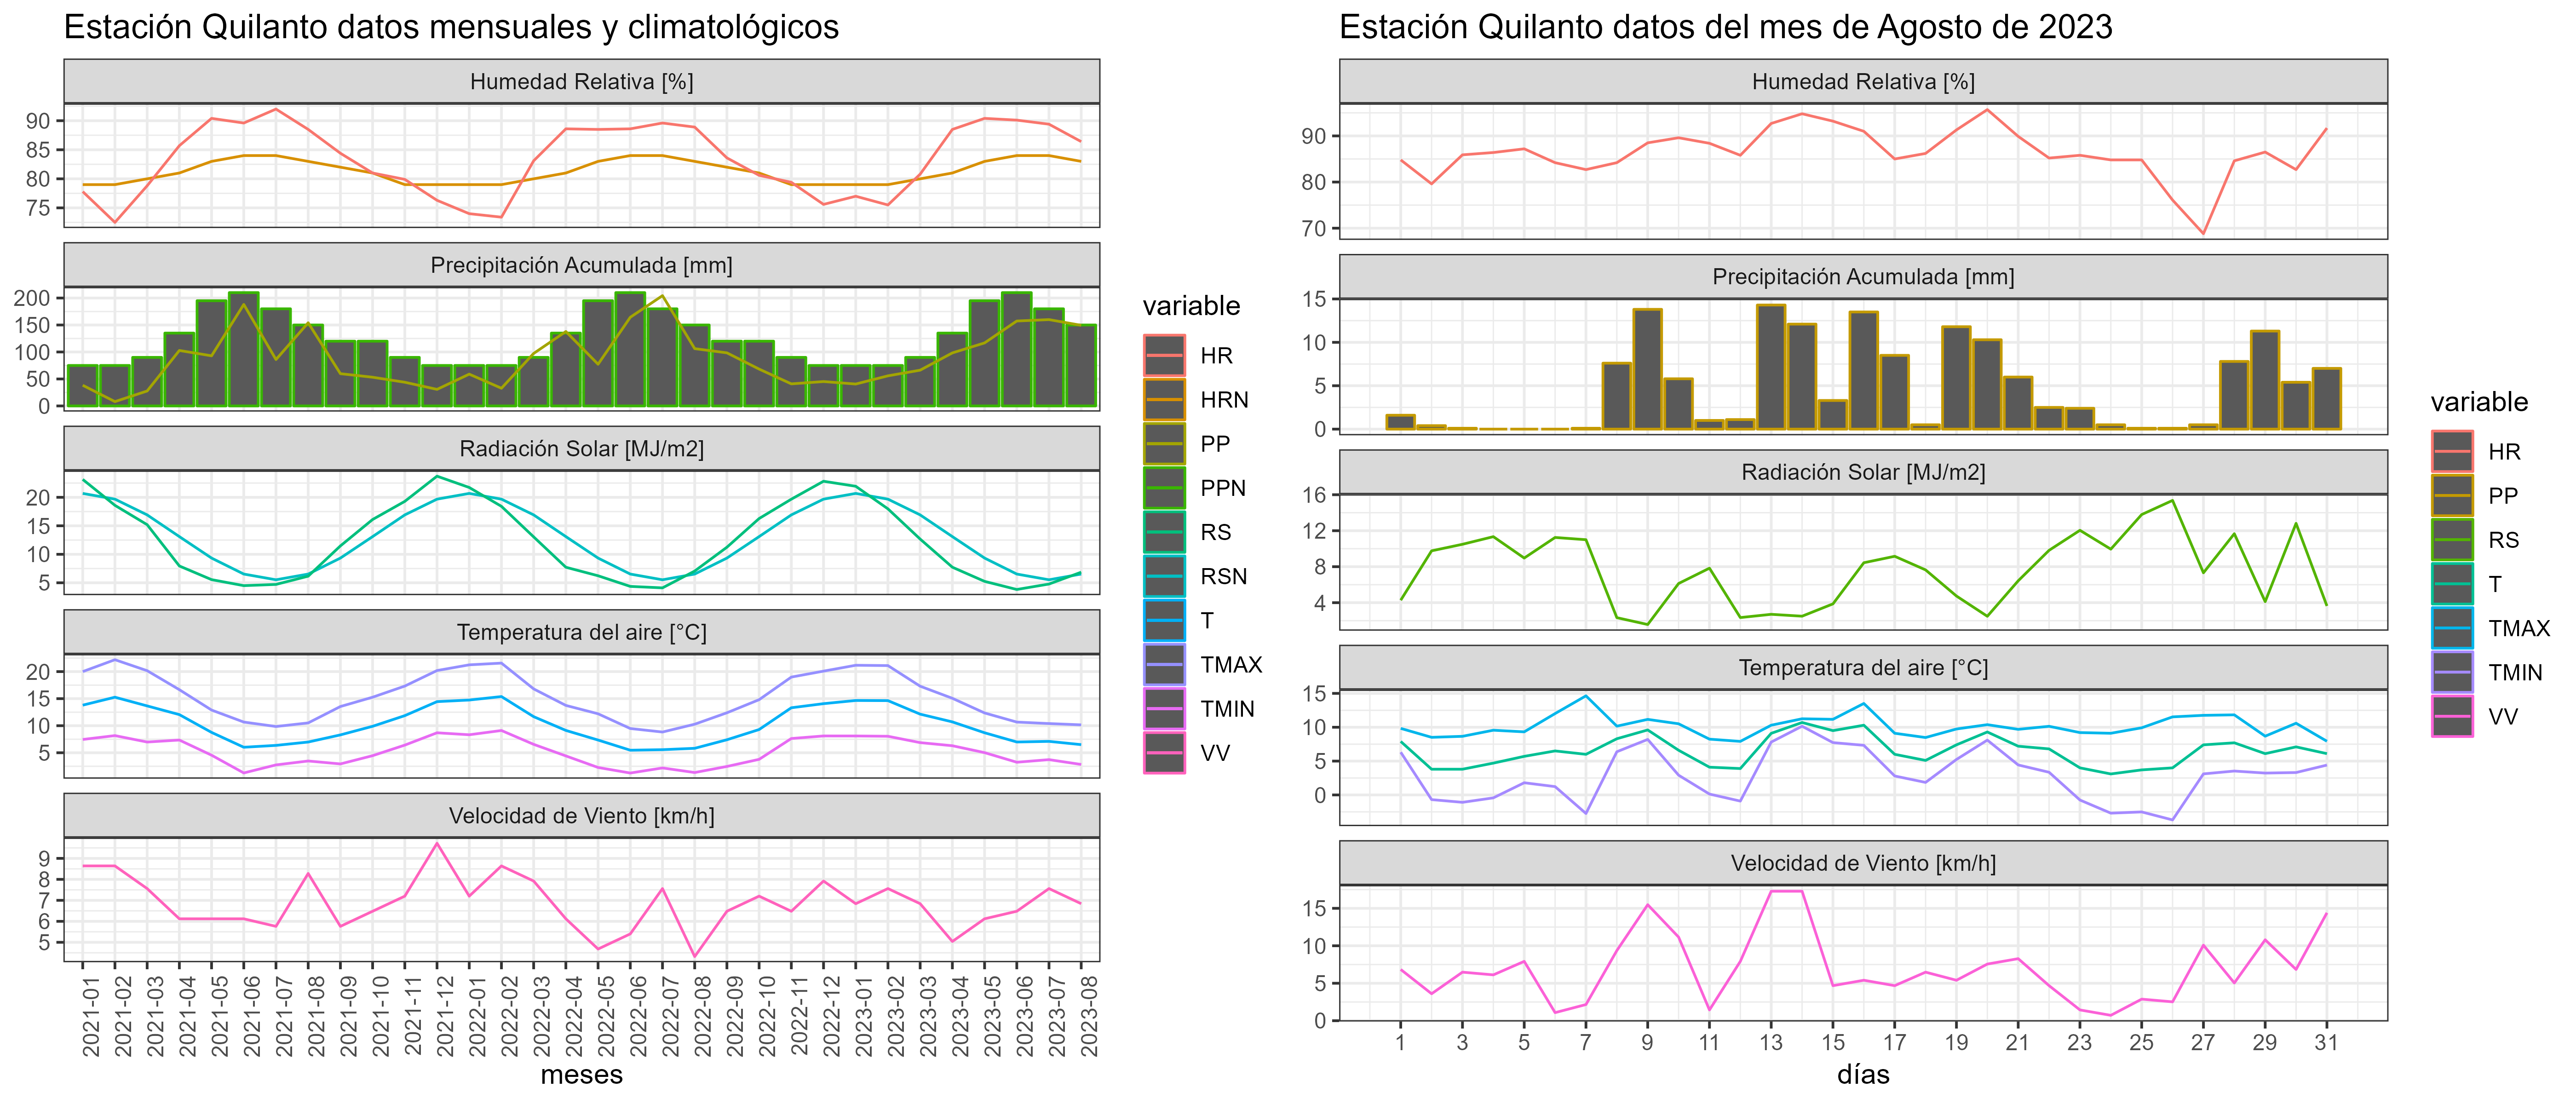 Estación Quilanto datos mensuales y climatológicos
Humedad Relativa [%]
90
85
80
75
Precipitación Acumulada [mm]
200
150
100
50
0
Radiación Solar [MJ/m2]
20
15
10
5
Temperatura del aire [°C]
20
15
10
5
Velocidad de Viento [km/h]
9
8
7
6
5
2021-01
2021-02
2021-03
2021-04
2021-05
2021-06
2021-07
2021-08
2021-09
2021-10
2021-11
2021-12
2022-01
2022-02
2022-03
2022-04
2022-05
2022-06
2022-07
2022-08
2022-09
2022-10
2022-11
2022-12
2023-01
2023-02
2023-03
2023-04
2023-05
2023-06
2023-07
2023-08
meses
variable
HR
HRN
PP
PPN
RS
RSN
T
TMAX
TMIN
VV
Estación Quilanto datos del mes de Agosto de 2023
Humedad Relativa [%]
90
80
70
Precipitación Acumulada [mm]
15
10
5
0
Radiación Solar [MJ/m2]
16
12
8
4
Temperatura del aire [°C]
15
10
5
0
Velocidad de Viento [km/h]
15
10
5
0
1 3 5 7 9 11 13 15 17 19 21 23 25 27 29 31
días
variable
HR
PP
RS
T
TMAX
TMIN
VV